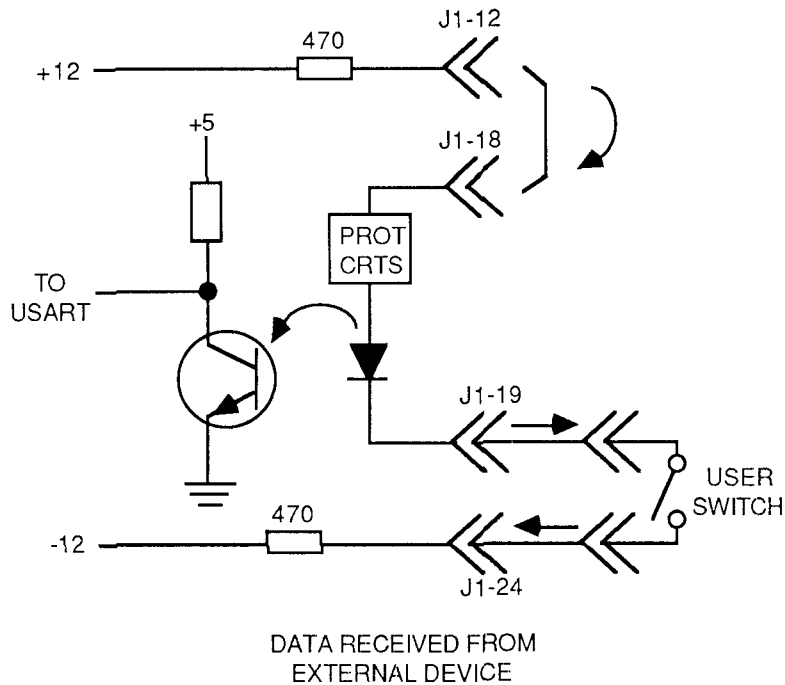 J1-12
470
+12
+5
J1-18
PROT
CRTS
TO
USART
J1-19
USER
SWITCH
470
-12
J1-24
DATA RECEIVED FROM
EXTERNAL DEVICE